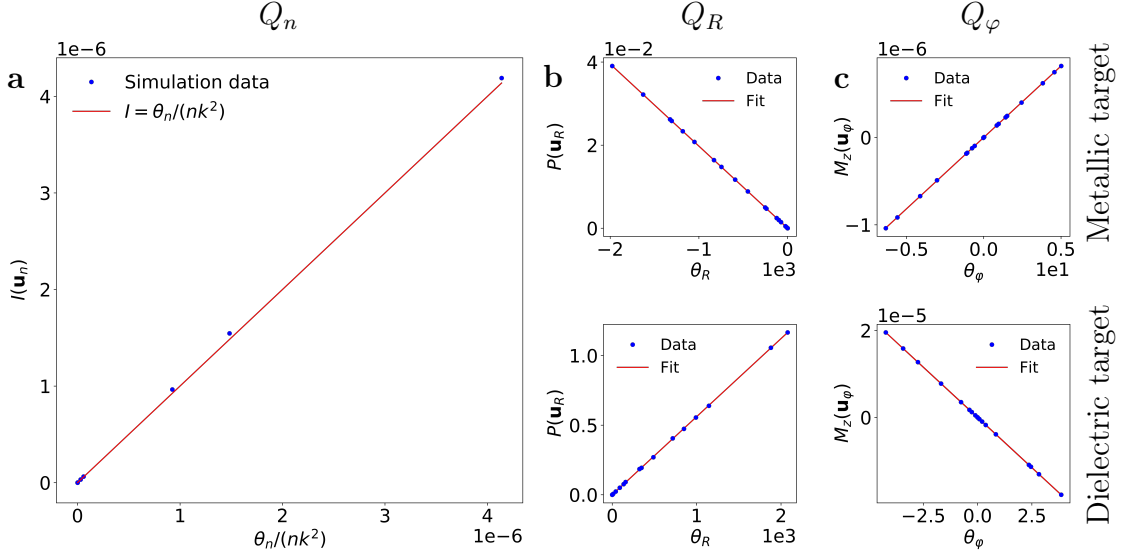 Q_n
Q_R
Q_φ
a
1e−6
Simulation data
I = θ_n/(nk²)
I(u_n)
4
3
2
1
0
0
1
2
3
4
θ_n/(nk²)
1e−6
b
1e−2
Data
Fit
P(u_R)
4
2
0
−2
−1
0
θ_R
1e3
c
1e−6
Data
Fit
M_z(u_φ)
0
−1
−0.5
0.0
0.5
θ_φ
1e1
Metallic target
Data
Fit
P(u_R)
1.0
0.5
0.0
0
1
2
θ_R
1e3
1e−5
Data
Fit
M_z(u_φ)
2
0
−2.5
0.0
2.5
θ_φ
Dielectric target